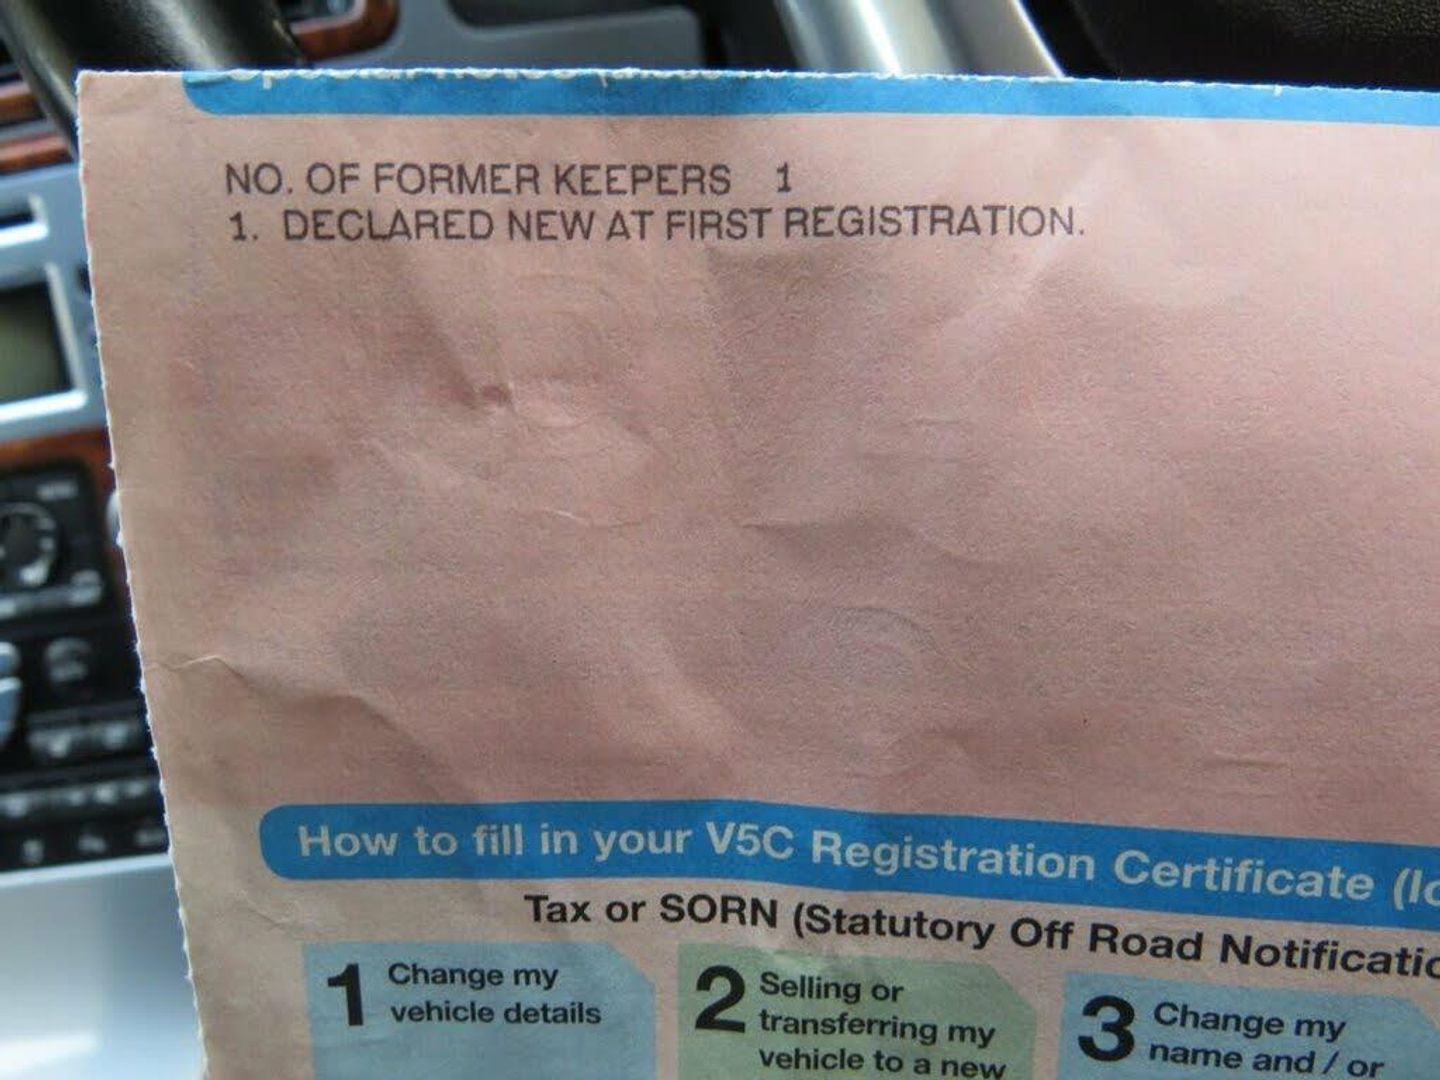 NO. OF FORMER KEEPERS 1
1. DECLARED NEW AT FIRST REGISTRATION.
How to fill in your V5C Registration Certificate (lo
Tax or SORN (Statutory Off Road Notificatio
1 Change my
vehicle details
2 Selling or
transferring my
vehicle to a new
3 Change my
name and / or